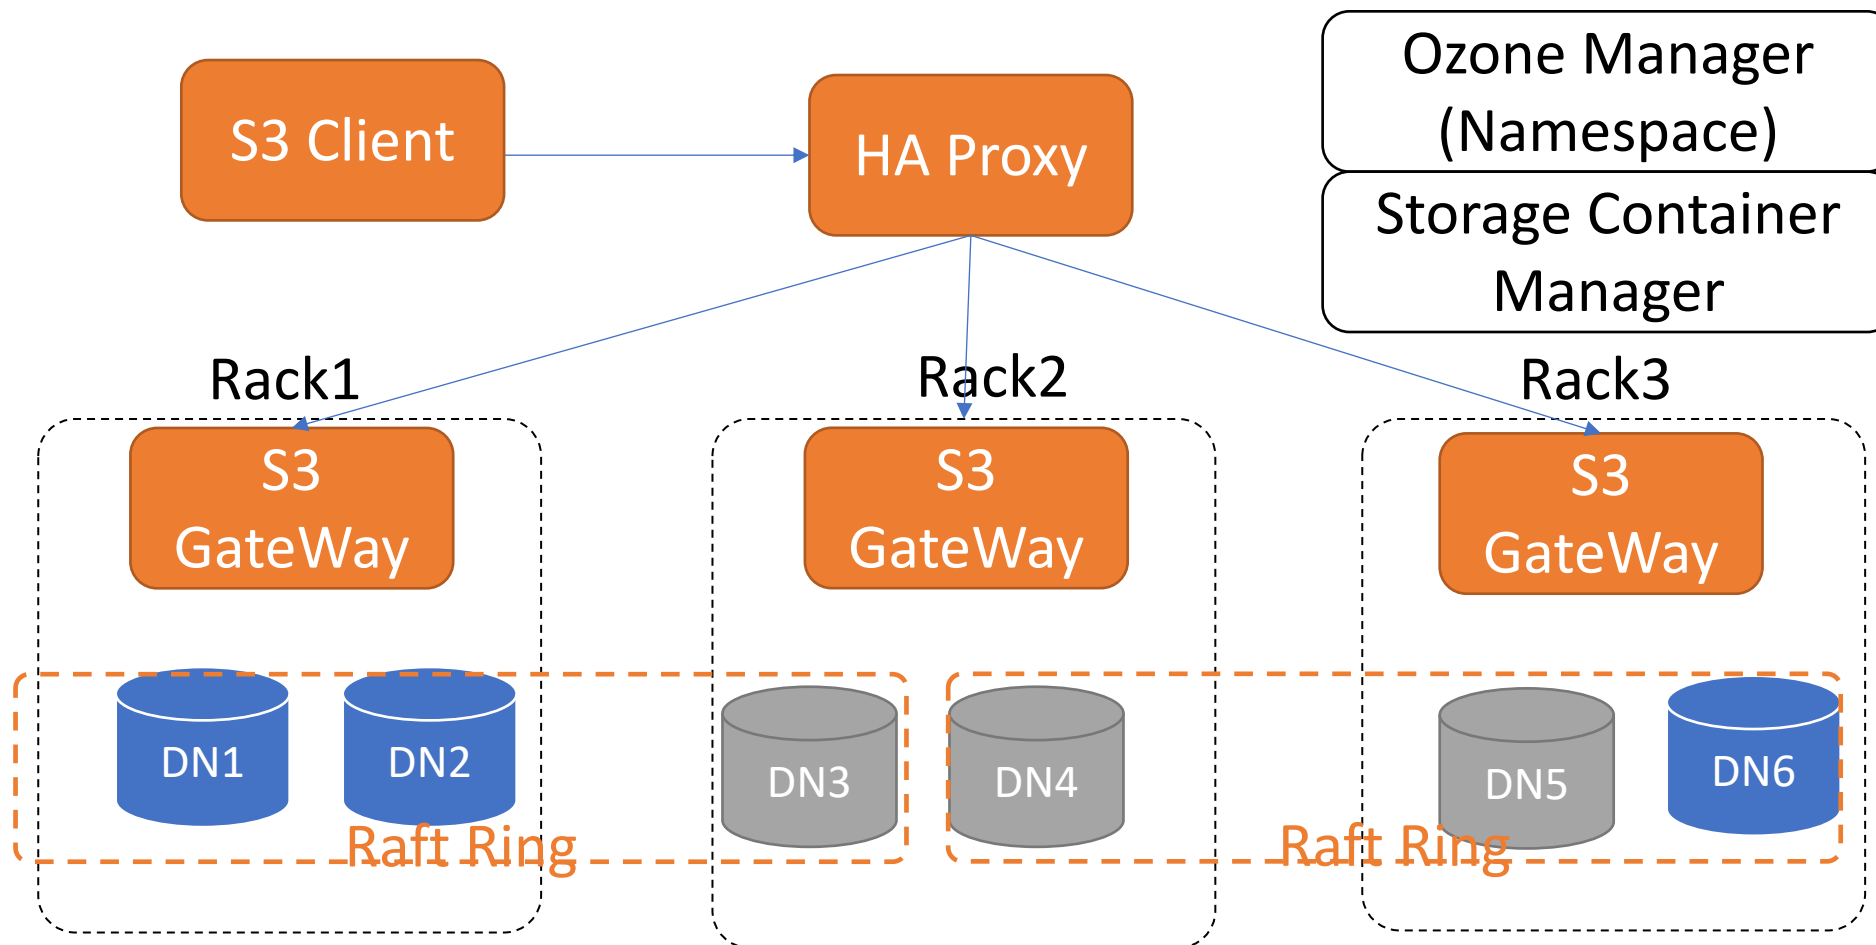 S3 Client
HA Proxy
Ozone Manager
(Namespace)
Storage Container
Manager
Rack1
Rack2
Rack3
S3
GateWay
S3
GateWay
S3
GateWay
DN1
DN2
DN3
DN4
DN5
DN6
Raft Ring
Raft Ring